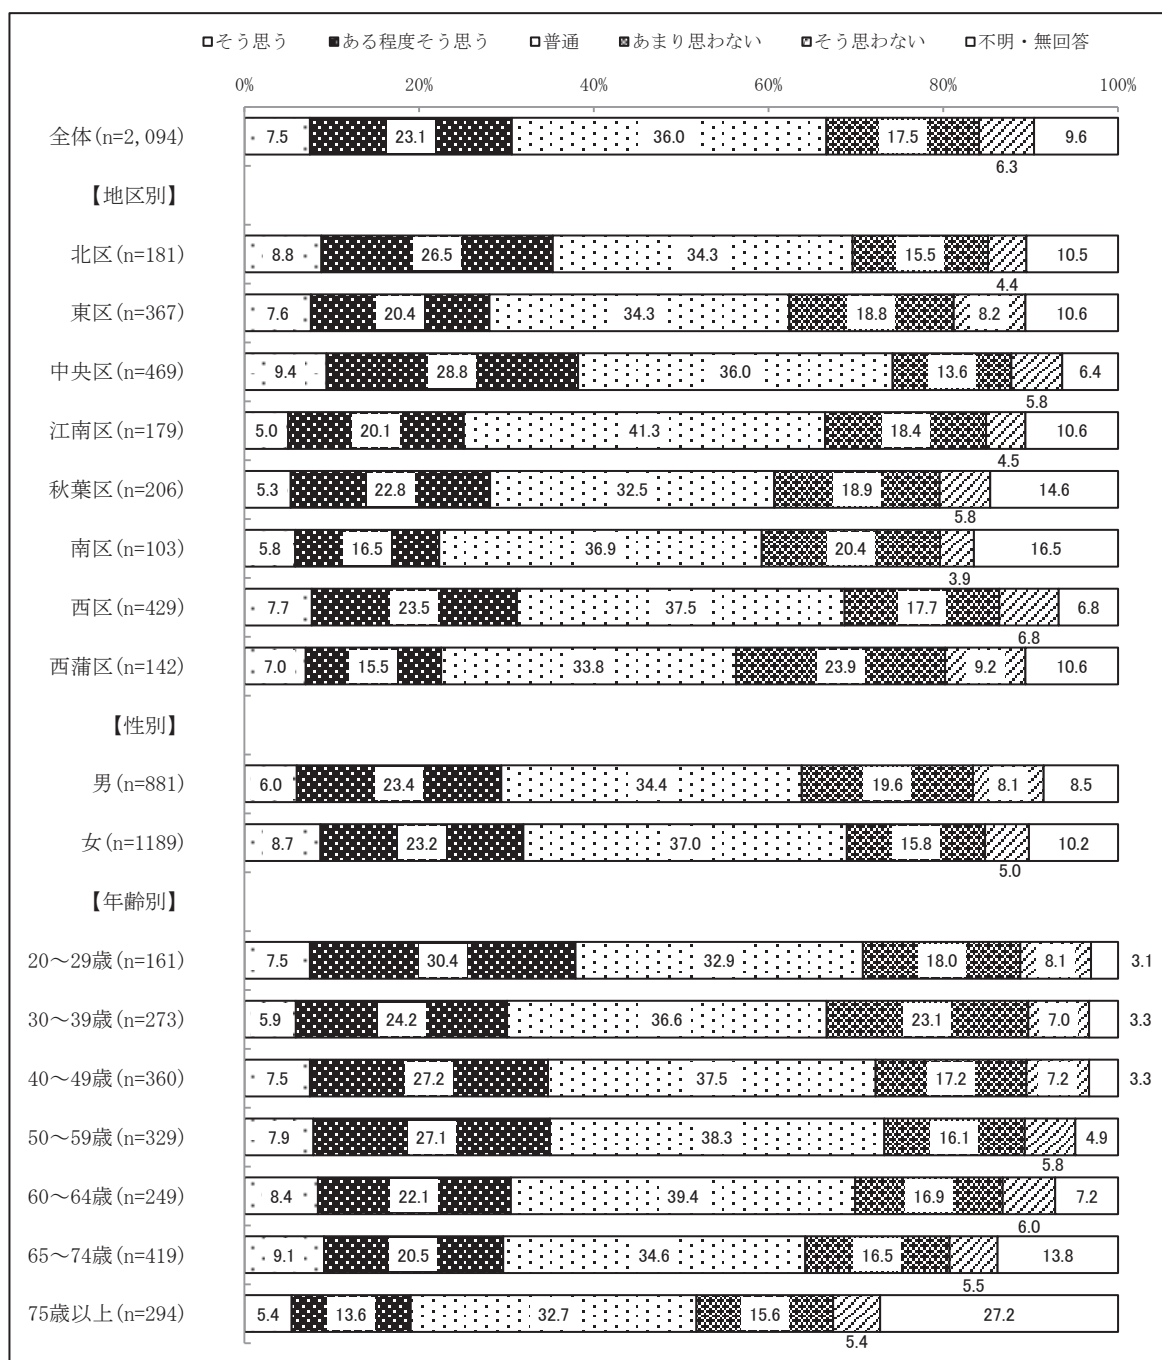 □そう思う ■ある程度そう思う □普通 ■あまり思わない □そう思わない □不明・無回答
0% 20% 40% 60% 80% 100%
全体(n=2,094) 7.5 23.1 36.0 17.5 6.3 9.6
【地区別】
北区(n=181) 8.8 26.5 34.3 15.5 4.4 10.5
東区(n=367) 7.6 20.4 34.3 18.8 8.2 10.6
中央区(n=469) 9.4 28.8 36.0 13.6 5.8 6.4
江南区(n=179) 5.0 20.1 41.3 18.4 4.5 10.6
秋葉区(n=206) 5.3 22.8 32.5 18.9 5.8 14.6
南区(n=103) 5.8 16.5 36.9 20.4 3.9 16.5
西区(n=429) 7.7 23.5 37.5 17.7 6.8 6.8
西蒲区(n=142) 7.0 15.5 33.8 23.9 9.2 10.6
【性別】
男(n=881) 6.0 23.4 34.4 19.6 8.1 8.5
女(n=1189) 8.7 23.2 37.0 15.8 5.0 10.2
【年齢別】
20～29歳(n=161) 7.5 30.4 32.9 18.0 8.1 3.1
30～39歳(n=273) 5.9 24.2 36.6 23.1 7.0 3.3
40～49歳(n=360) 7.5 27.2 37.5 17.2 7.2 3.3
50～59歳(n=329) 7.9 27.1 38.3 16.1 5.8 4.9
60～64歳(n=249) 8.4 22.1 39.4 16.9 6.0 7.2
65～74歳(n=419) 9.1 20.5 34.6 16.5 5.5 13.8
75歳以上(n=294) 5.4 13.6 32.7 15.6 5.4 27.2